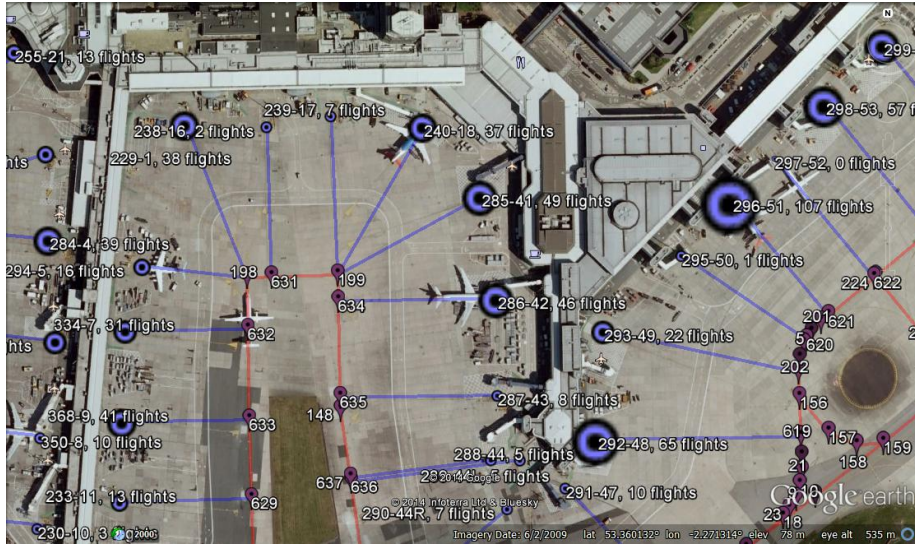 N
299-
255-21, 13 flights
239-17, 7 flights
298-53, 57 f
238-16, 2 flights
240-18, 37 flights
229-1, 38 flights
297-52, 0 flights
hts
285-41, 49 flights
296-51, 107 flights
284-4, 39 flights
294-5, 16 flights
198
631
199
295-50, 1 flights
224
622
634
286-42, 46 flights
334-7, 31 flights
632
293-49, 22 flights
201
621
5
620
hts
202
635
287-43, 8 flights
156
148
368-9, 41 flights
633
619
157
159
350-8, 10 flights
292-48, 65 flights
158
288-44, 5 flights
21
637
636
5 flights
© 2014 Google
233-11, 13 flights
629
291-47, 10 flights
Google earth
© 2014 Infoterra Ltd & Bluesky
290-44R, 7 flights
23
18
230-10, 3
2000
Imagery Date: 6/2/2009 lat 53.360132° lon -2.271314° elev 78 m eye alt 535 m